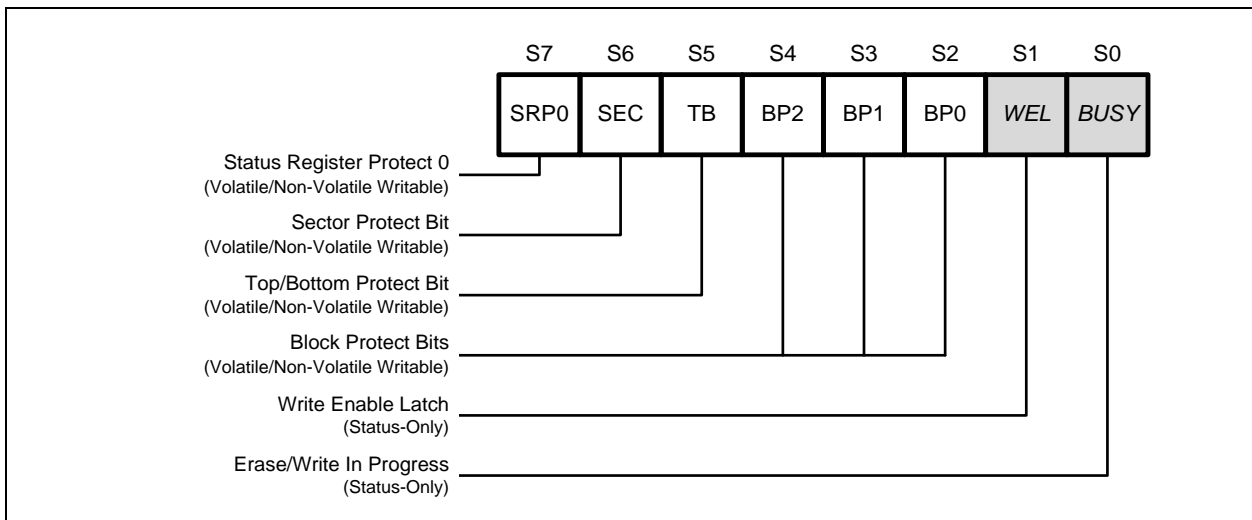 S7 S6 S5 S4 S3 S2 S1 S0
SRP0 SEC TB BP2 BP1 BP0 WEL BUSY
Status Register Protect 0
(Volatile/Non-Volatile Writable)
Sector Protect Bit
(Volatile/Non-Volatile Writable)
Top/Bottom Protect Bit
(Volatile/Non-Volatile Writable)
Block Protect Bits
(Volatile/Non-Volatile Writable)
Write Enable Latch
(Status-Only)
Erase/Write In Progress
(Status-Only)